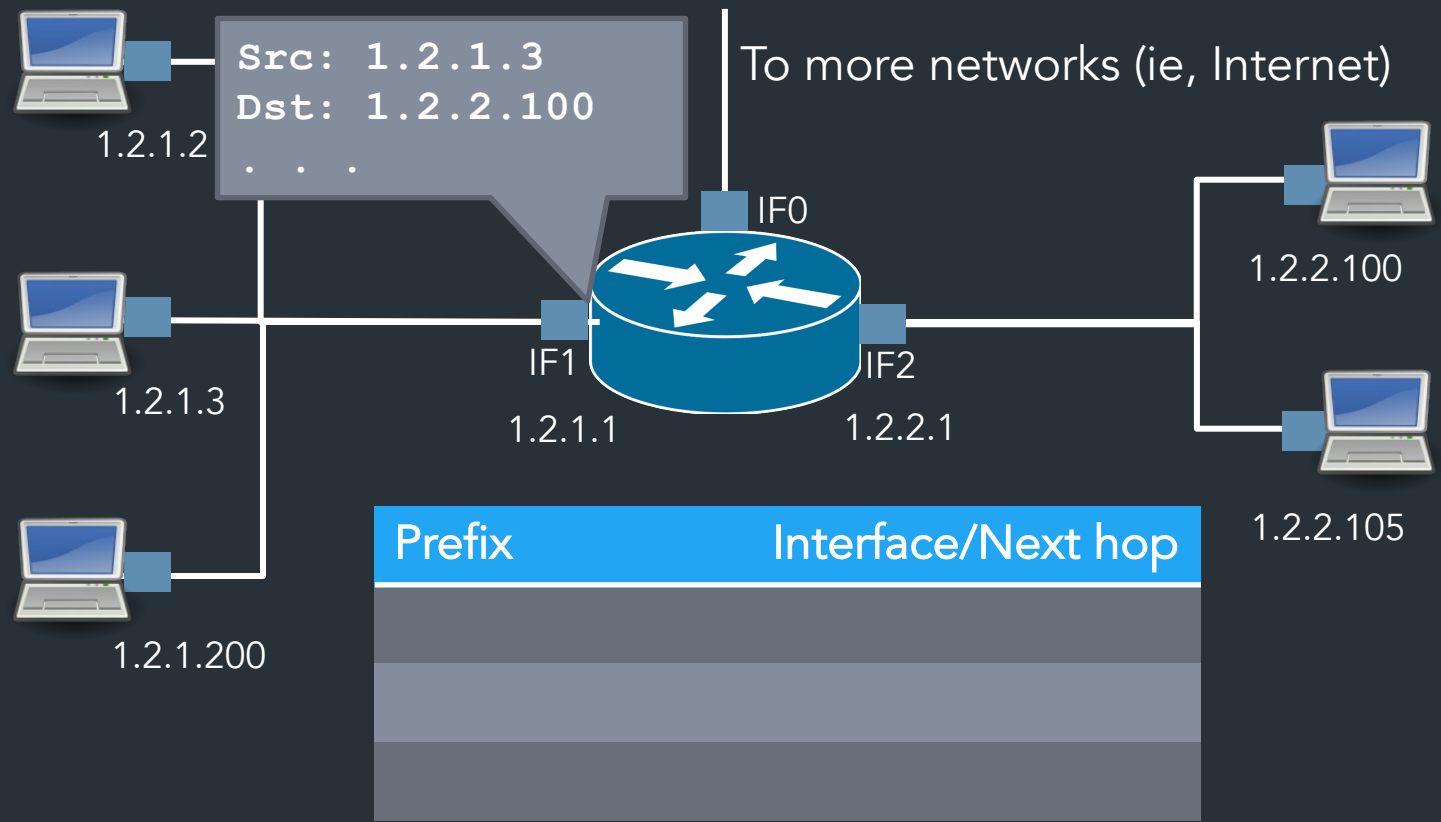 Src: 1.2.1.3
Dst: 1.2.2.100
. . .
To more networks (ie, Internet)
1.2.1.2
IF0
1.2.2.100
IF1
IF2
1.2.1.3
1.2.1.1
1.2.2.1
1.2.2.105
Prefix Interface/Next hop
1.2.1.200